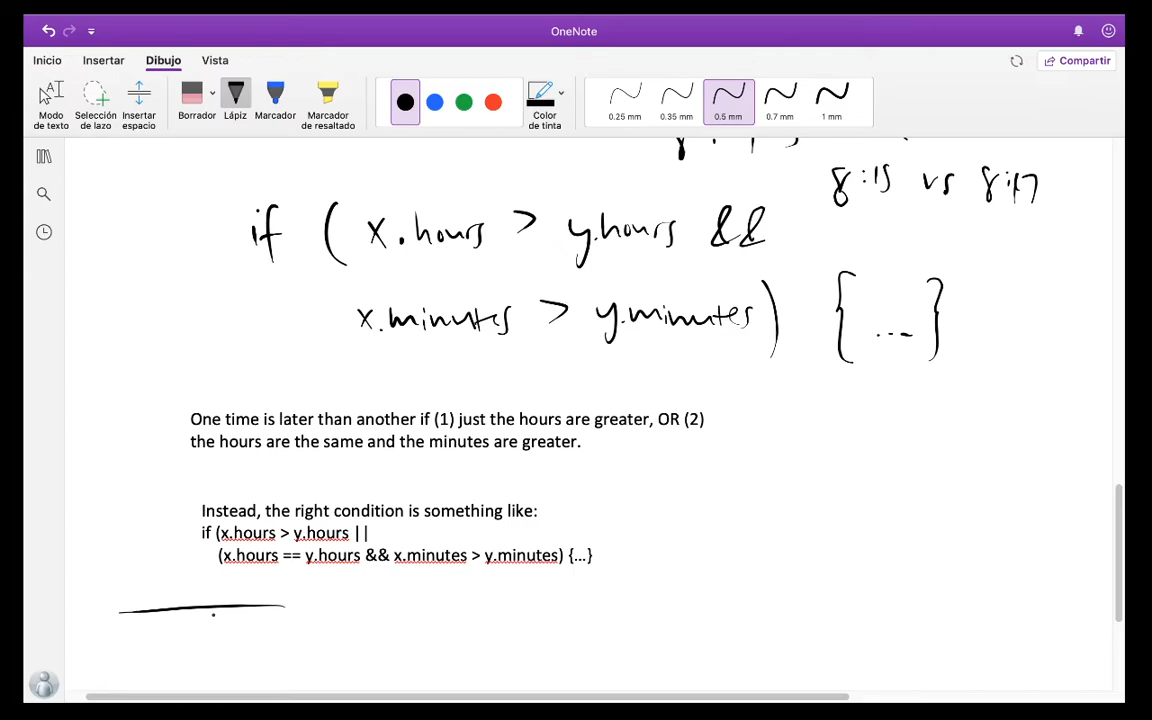 OneNote
Inicio Insertar Dibujo Vista
Compartir
Modo de texto
Selección de lazo
Insertar espacio
Borrador
Lápiz
Marcador
Marcador de resaltado
Color de tinta
0.25 mm
0.35 mm
0.5 mm
0.7 mm
1 mm
8:15 vs 8:17
if ( x.hours > y.hours &&
x.minutes > y.minutes) { ... }
One time is later than another if (1) just the hours are greater, OR (2)
the hours are the same and the minutes are greater.
Instead, the right condition is something like:
if (x.hours > y.hours ||
(x.hours == y.hours && x.minutes > y.minutes) {...}